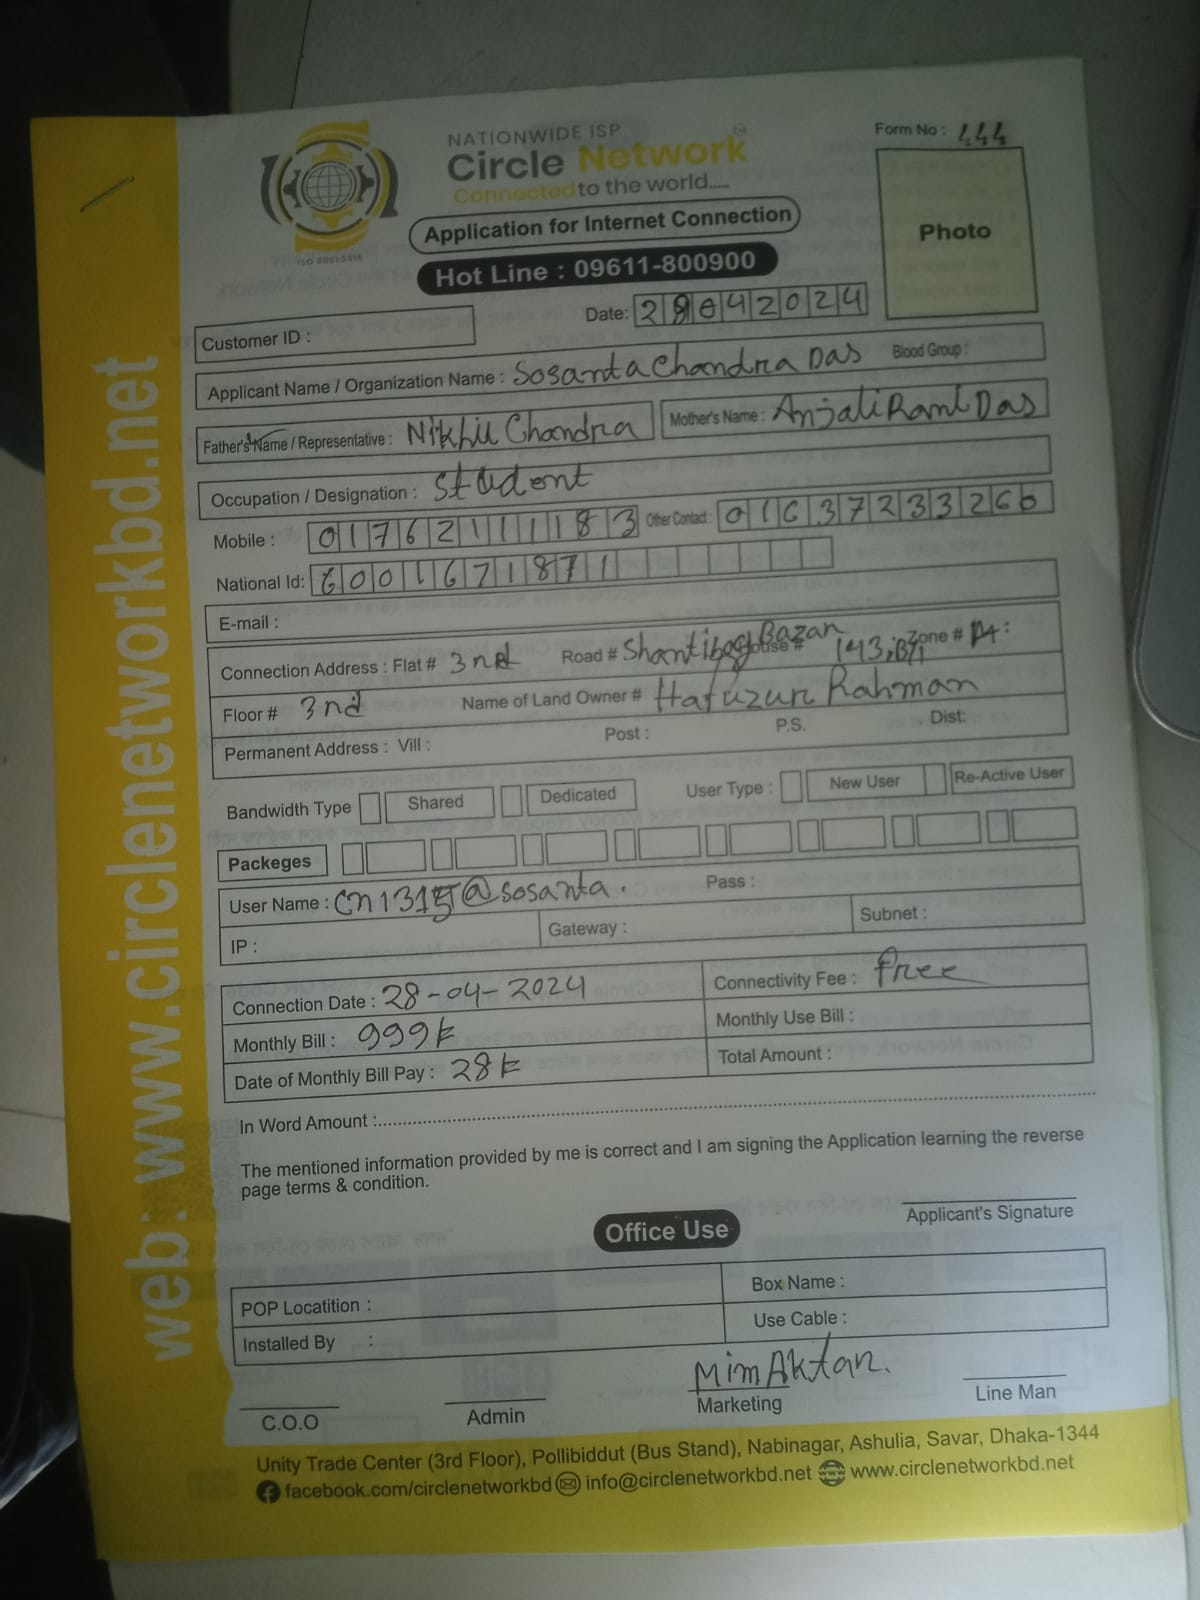 NATIONWIDE ISP
Circle Network
Connected to the world.....
ISO 9001:2015
Form No : 444
Photo
Application for Internet Connection
Hot Line : 09611-800900
Date: 28042024
Customer ID :
Applicant Name / Organization Name : Sosanta Chandra Das Blood Group :
Father's Name / Representative : Nikhil Chandra Mother's Name : Anjali Rani Das
Occupation / Designation : Student
Mobile : 01762111183 Other Contact : 01637233266
National Id: 6001671871
E-mail :
Connection Address : Flat # 3nd Road # Shantibag Bazar House # 143, B/1 Zone #
Floor # 3nd Name of Land Owner # Hafuzur Rahman
Permanent Address : Vill : Post : P.S. Dist:
Bandwidth Type Shared Dedicated User Type : New User Re-Active User
Packeges
User Name : cn1315@sosanta. Pass :
IP : Gateway : Subnet :
Connection Date : 28-04-2024 Connectivity Fee : free
Monthly Bill : 999 Monthly Use Bill :
Date of Monthly Bill Pay : 28 Total Amount :
In Word Amount :
The mentioned information provided by me is correct and I am signing the Application learning the reverse
page terms & condition.
Applicant's Signature
Office Use
POP Locatition : Box Name :
Installed By : Use Cable :
Mim Aktar.
C.O.O Admin Marketing Line Man
Unity Trade Center (3rd Floor), Pollibiddut (Bus Stand), Nabinagar, Ashulia, Savar, Dhaka-1344
facebook.com/circlenetworkbd info@circlenetworkbd.net www.circlenetworkbd.net
web: www.circlenetworkbd.net